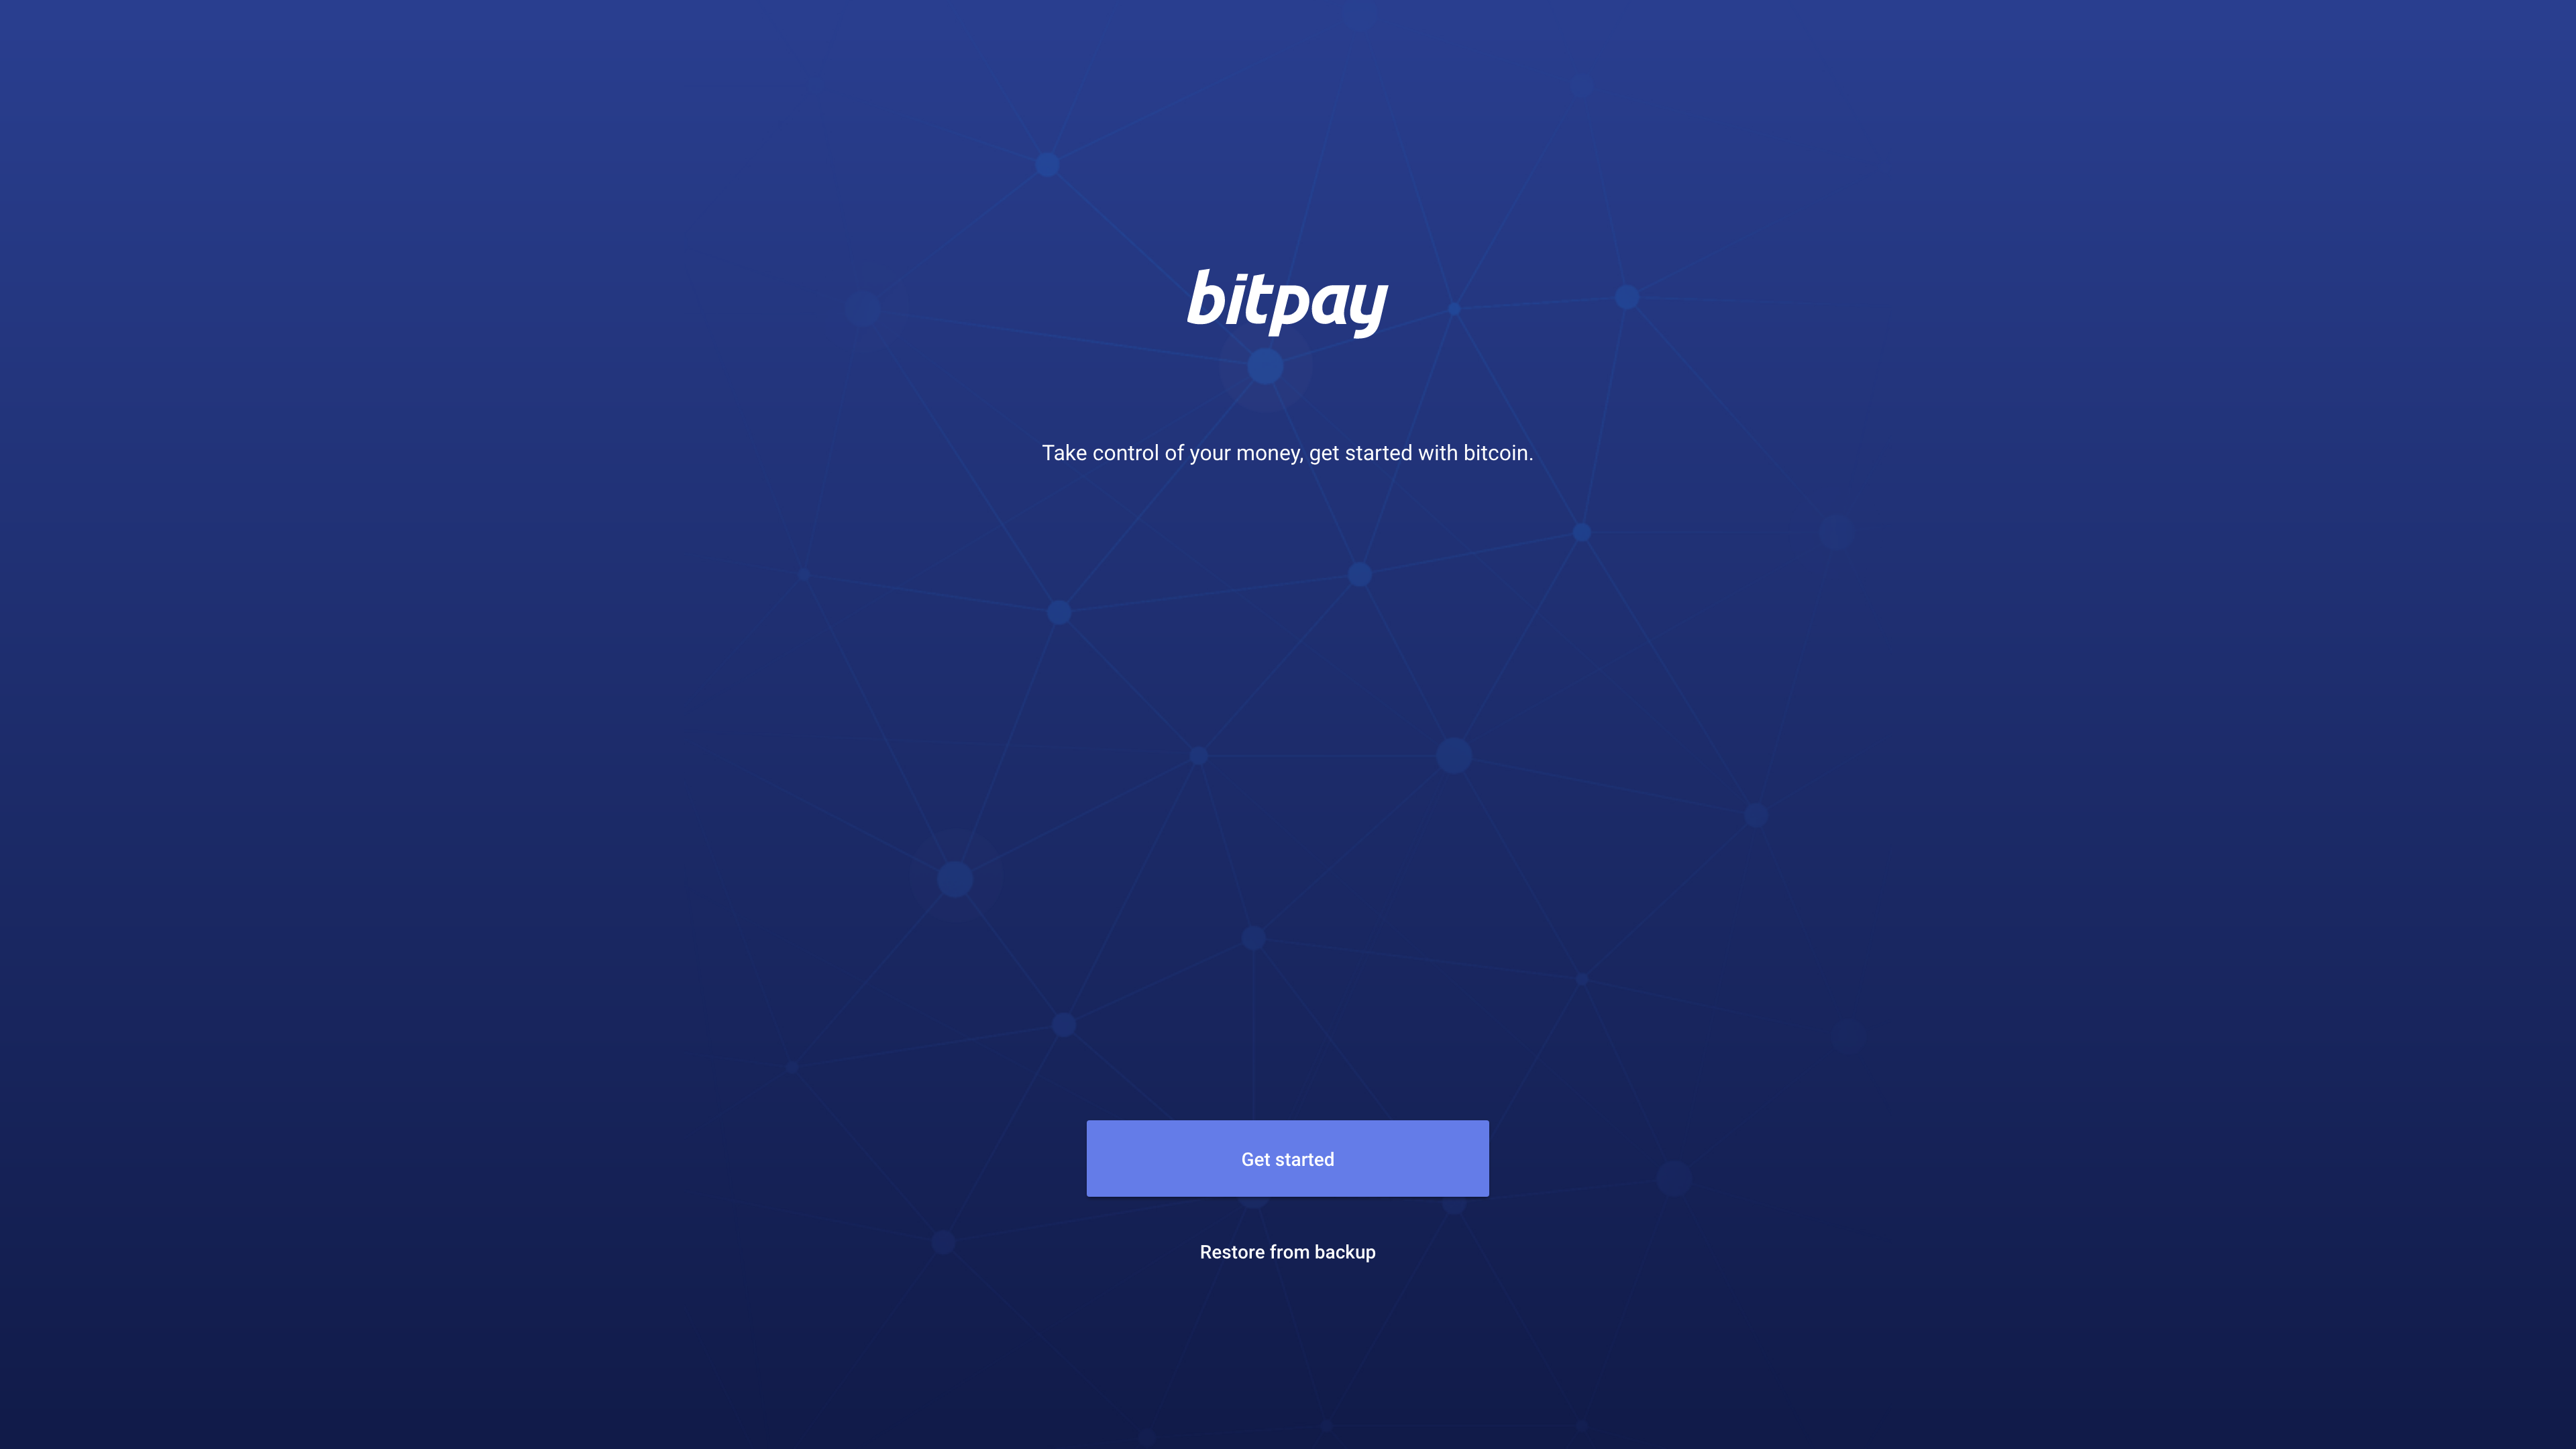 bitpay
Take control of your money, get started with bitcoin.
Get started
Restore from backup